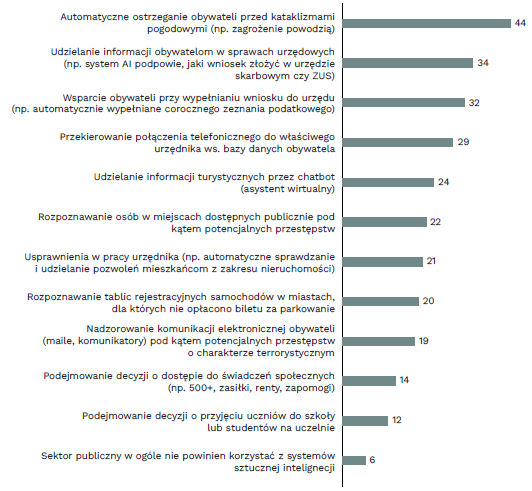 Automatyczne ostrzeganie obywateli przed kataklizmami
pogodowymi (np. zagrożenie powodzią)
44
Udzielanie informacji obywatelom w sprawach urzędowych
(np. system AI podpowie, jaki wniosek złożyć w urzędzie
skarbowym czy ZUS)
34
Wsparcie obywateli przy wypełnianiu wniosku do urzędu
(np. automatycznie wypełniane corocznego zeznania podatkowego)
32
Przekierowanie połączenia telefonicznego do właściwego
urzędnika ws. bazy danych obywatela
29
Udzielanie informacji turystycznych przez chatbot
(asystent wirtualny)
24
Rozpoznawanie osób w miejscach dostępnych publicznie pod
kątem potencjalnych przestępstw
22
Usprawnienia w pracy urzędnika (np. automatyczne sprawdzanie
i udzielanie pozwoleń mieszkańcom z zakresu nieruchomości)
21
Rozpoznawanie tablic rejestracyjnych samochodów w miastach,
dla których nie opłacono biletu za parkowanie
20
Nadzorowanie komunikacji elektronicznej obywateli
(maile, komunikatory) pod kątem potencjalnych przestępstw
o charakterze terrorystycznym
19
Podejmowanie decyzji o dostępie do świadczeń społecznych
(np. 500+, zasiłki, renty, zapomogi)
14
Podejmowanie decyzji o przyjęciu uczniów do szkoły
lub studentów na uczelnie
12
Sektor publiczny w ogóle nie powinien korzystać z systemów
sztucznej intelignecji
6